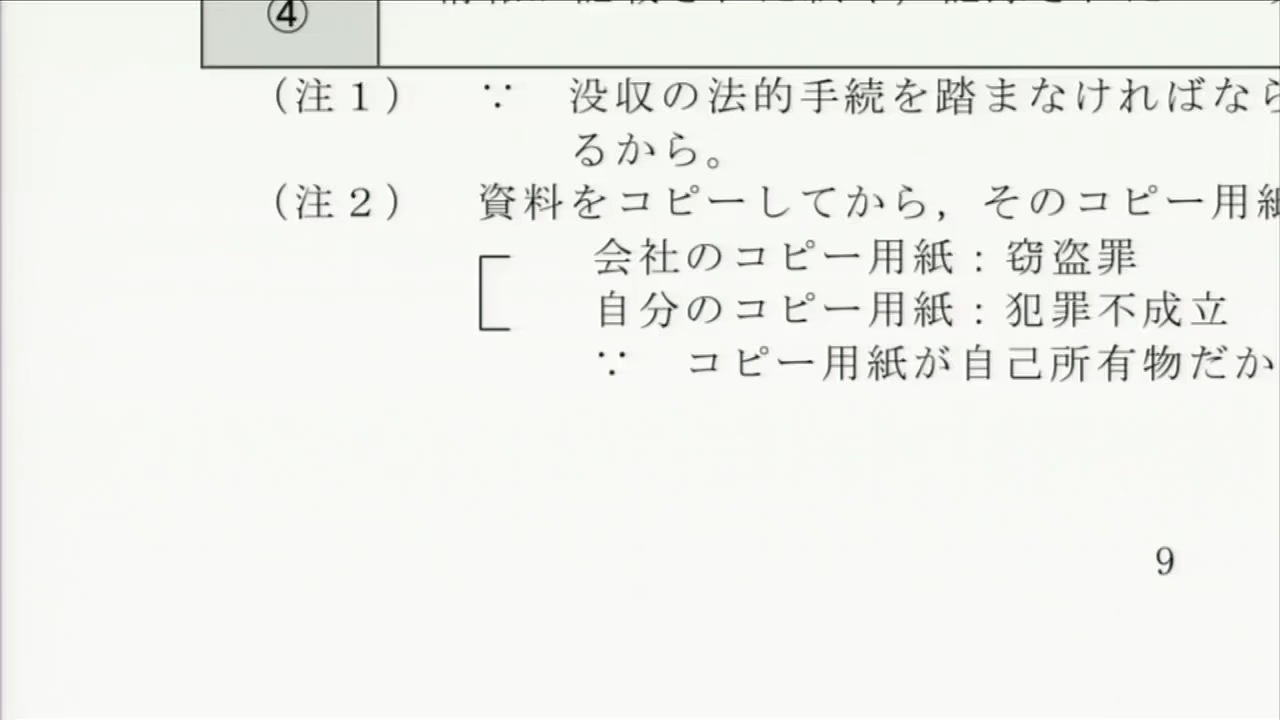 ④
（注１） ∵ 没収の法的手続を踏まなければなら
るから。
（注２） 資料をコピーしてから，そのコピー用紙
会社のコピー用紙：窃盗罪
自分のコピー用紙：犯罪不成立
∵ コピー用紙が自己所有物だか
9